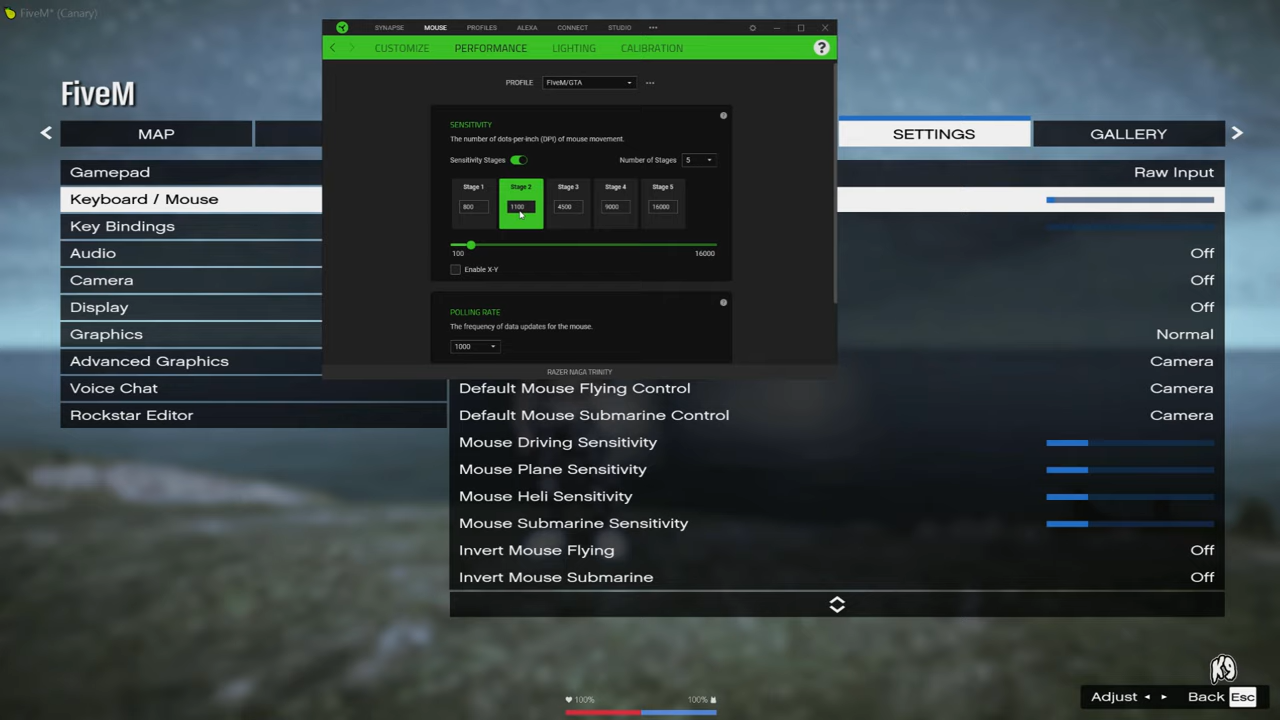 FiveM* (Canary)
SYNAPSE MOUSE PROFILES ALEXA CONNECT STUDIO •••
CUSTOMIZE PERFORMANCE LIGHTING CALIBRATION ?
PROFILE FiveM/GTA •••
FiveM
MAP SETTINGS GALLERY
SENSITIVITY
The number of dots-per-inch (DPI) of mouse movement.
Sensitivity Stages Number of Stages 5
Stage 1 Stage 2 Stage 3 Stage 4 Stage 5
800 1100 4500 9000 16000
100 16000
Enable X-Y
POLLING RATE
The frequency of data updates for the mouse.
1000
RAZER NAGA TRINITY
Gamepad
Keyboard / Mouse
Key Bindings
Audio
Camera
Display
Graphics
Advanced Graphics
Voice Chat
Rockstar Editor
Raw Input
Off
Off
Off
Normal
Camera
Default Mouse Flying Control Camera
Default Mouse Submarine Control Camera
Mouse Driving Sensitivity
Mouse Plane Sensitivity
Mouse Heli Sensitivity
Mouse Submarine Sensitivity
Invert Mouse Flying Off
Invert Mouse Submarine Off
K9
Adjust Back Esc
100% 100%